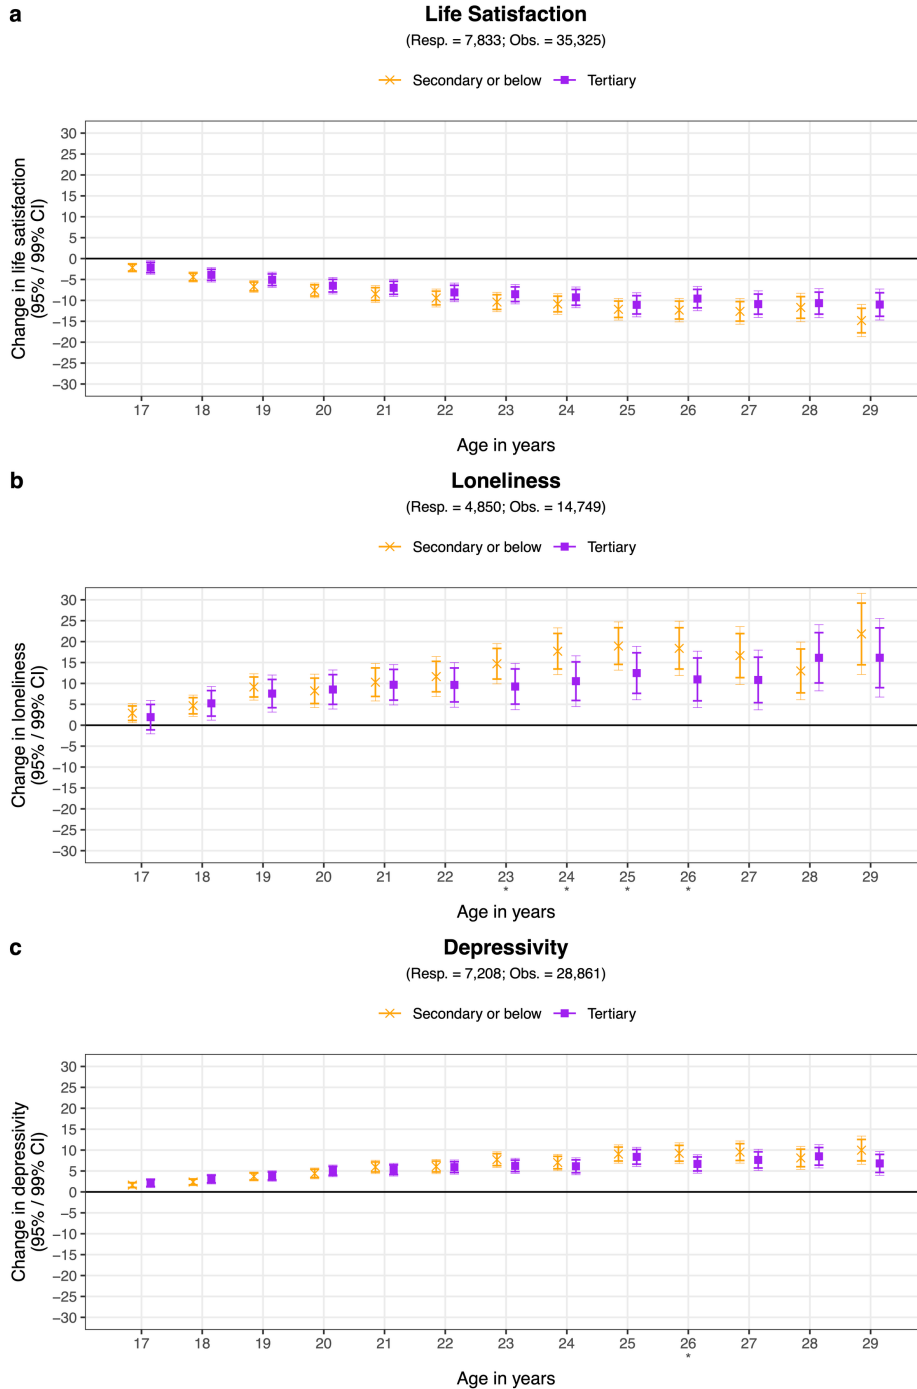 a
Life Satisfaction
(Resp. = 7,833; Obs. = 35,325)
Secondary or below Tertiary
Change in life satisfaction
(95% / 99% CI)
30
25
20
15
10
5
0
−5
−10
−15
−20
−25
−30
17 18 19 20 21 22 23 24 25 26 27 28 29
Age in years
b
Loneliness
(Resp. = 4,850; Obs. = 14,749)
Secondary or below Tertiary
Change in loneliness
(95% / 99% CI)
30
25
20
15
10
5
0
−5
−10
−15
−20
−25
−30
17 18 19 20 21 22 23 24 25 26 27 28 29
* * * *
Age in years
c
Depressivity
(Resp. = 7,208; Obs. = 28,861)
Secondary or below Tertiary
Change in depressivity
(95% / 99% CI)
30
25
20
15
10
5
0
−5
−10
−15
−20
−25
−30
17 18 19 20 21 22 23 24 25 26 27 28 29
*
Age in years